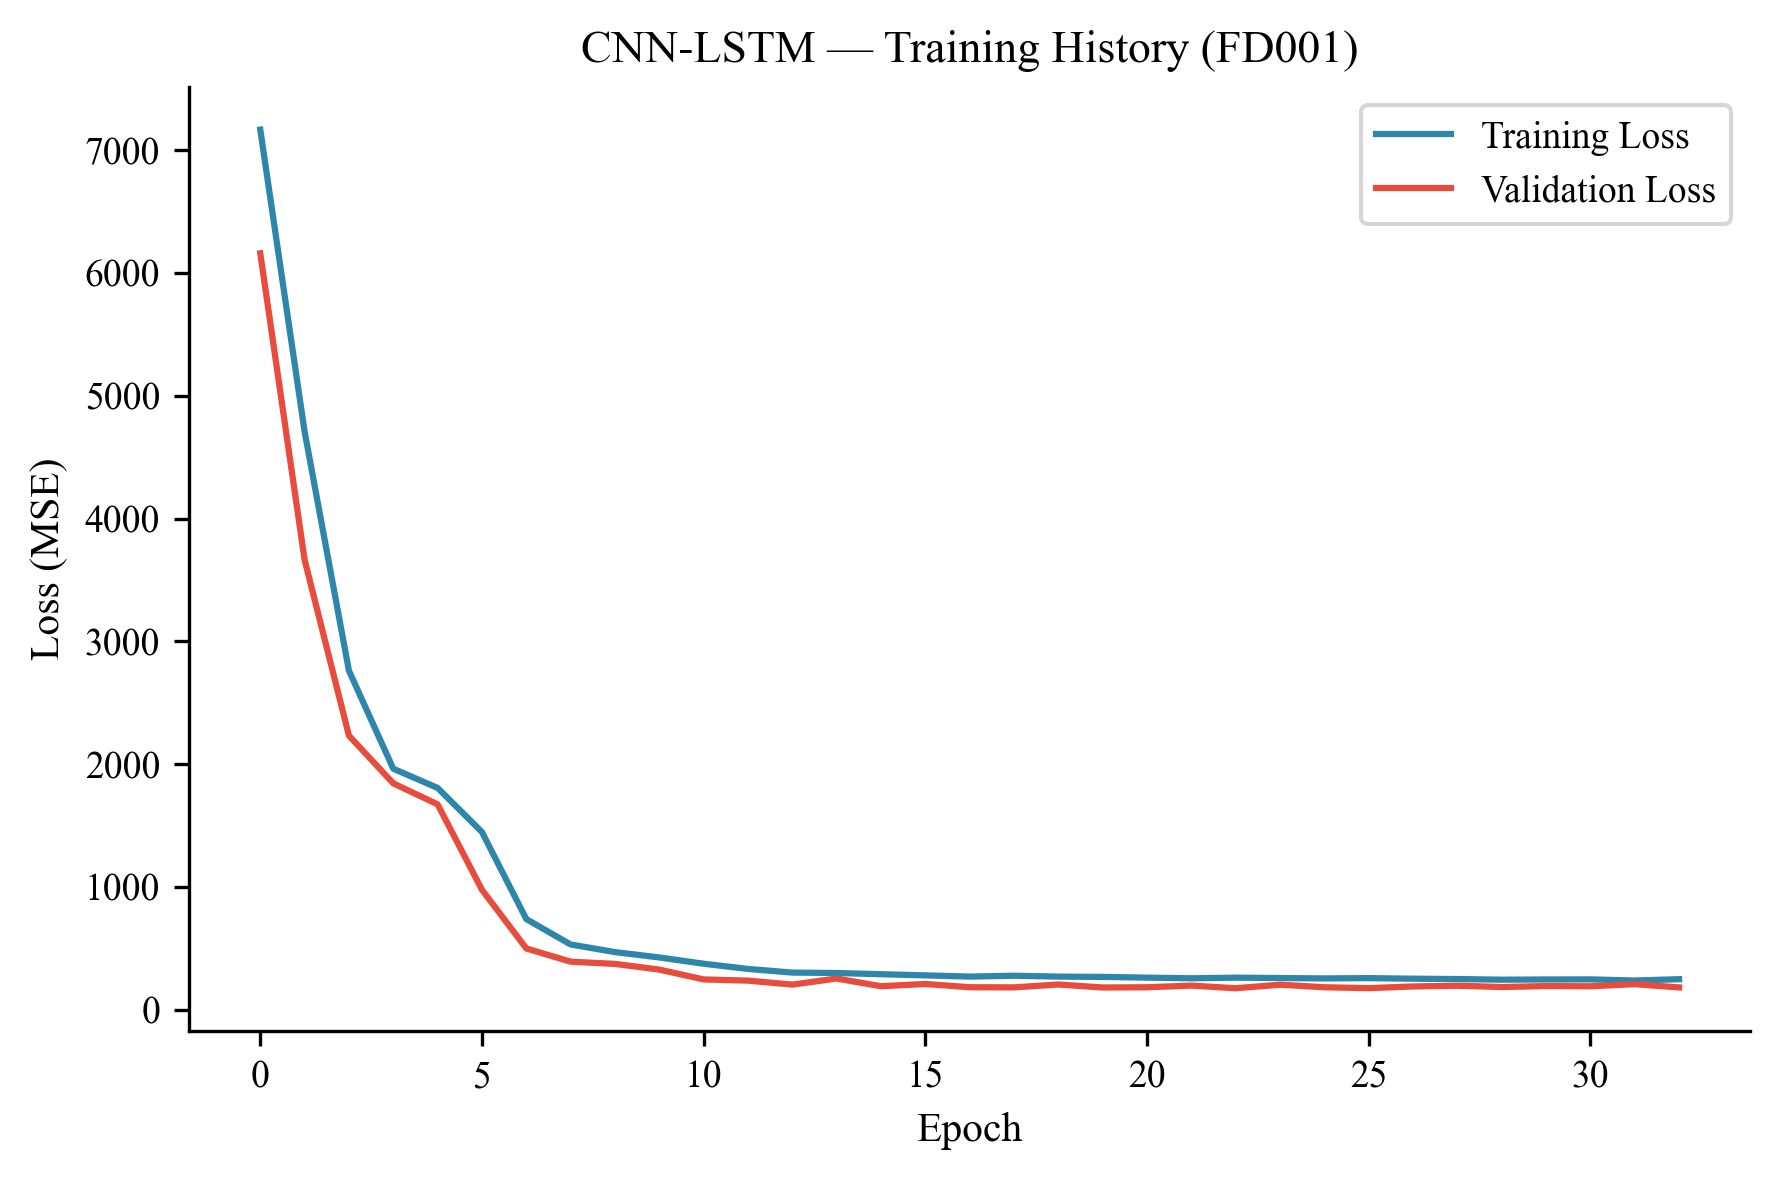 CNN-LSTM — Training History (FD001)
Training Loss
Validation Loss
7000
6000
5000
4000
3000
2000
1000
0
Loss (MSE)
0 5 10 15 20 25 30
Epoch